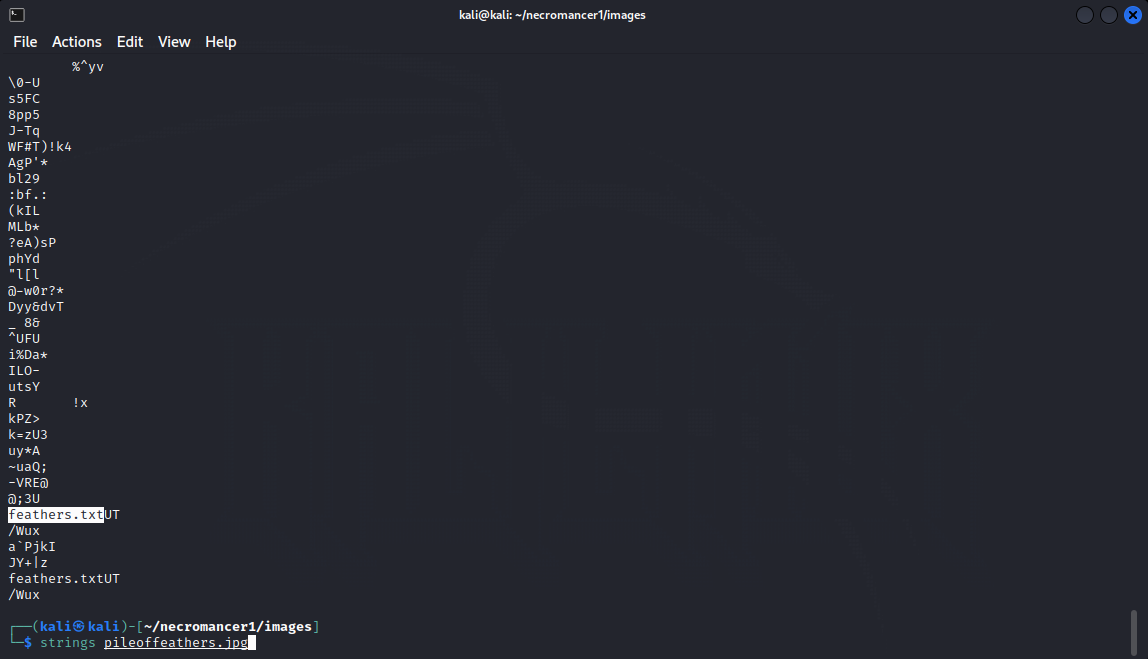 kali@kali: ~/necromancer1/images
File Actions Edit View Help
%^yv
\0-U
s5FC
8pp5
J-Tq
WF#T)!k4
AgP'*
bl29
:bf.:
(kIL
MLb*
?eA)sP
phYd
"l[l
@-w0r?*
Dyy&dvT
_ 8&
^UFU
i%Da*
ILO-
utsY
R       !x
kPZ>
k=zU3
uy*A
~uaQ;
-VRE@
@;3U
feathers.txtUT
/Wux
a`PjkI
JY+|z
feathers.txtUT
/Wux
┌──(kali㉿kali)-[~/necromancer1/images]
└─$ strings pileoffeathers.jpg